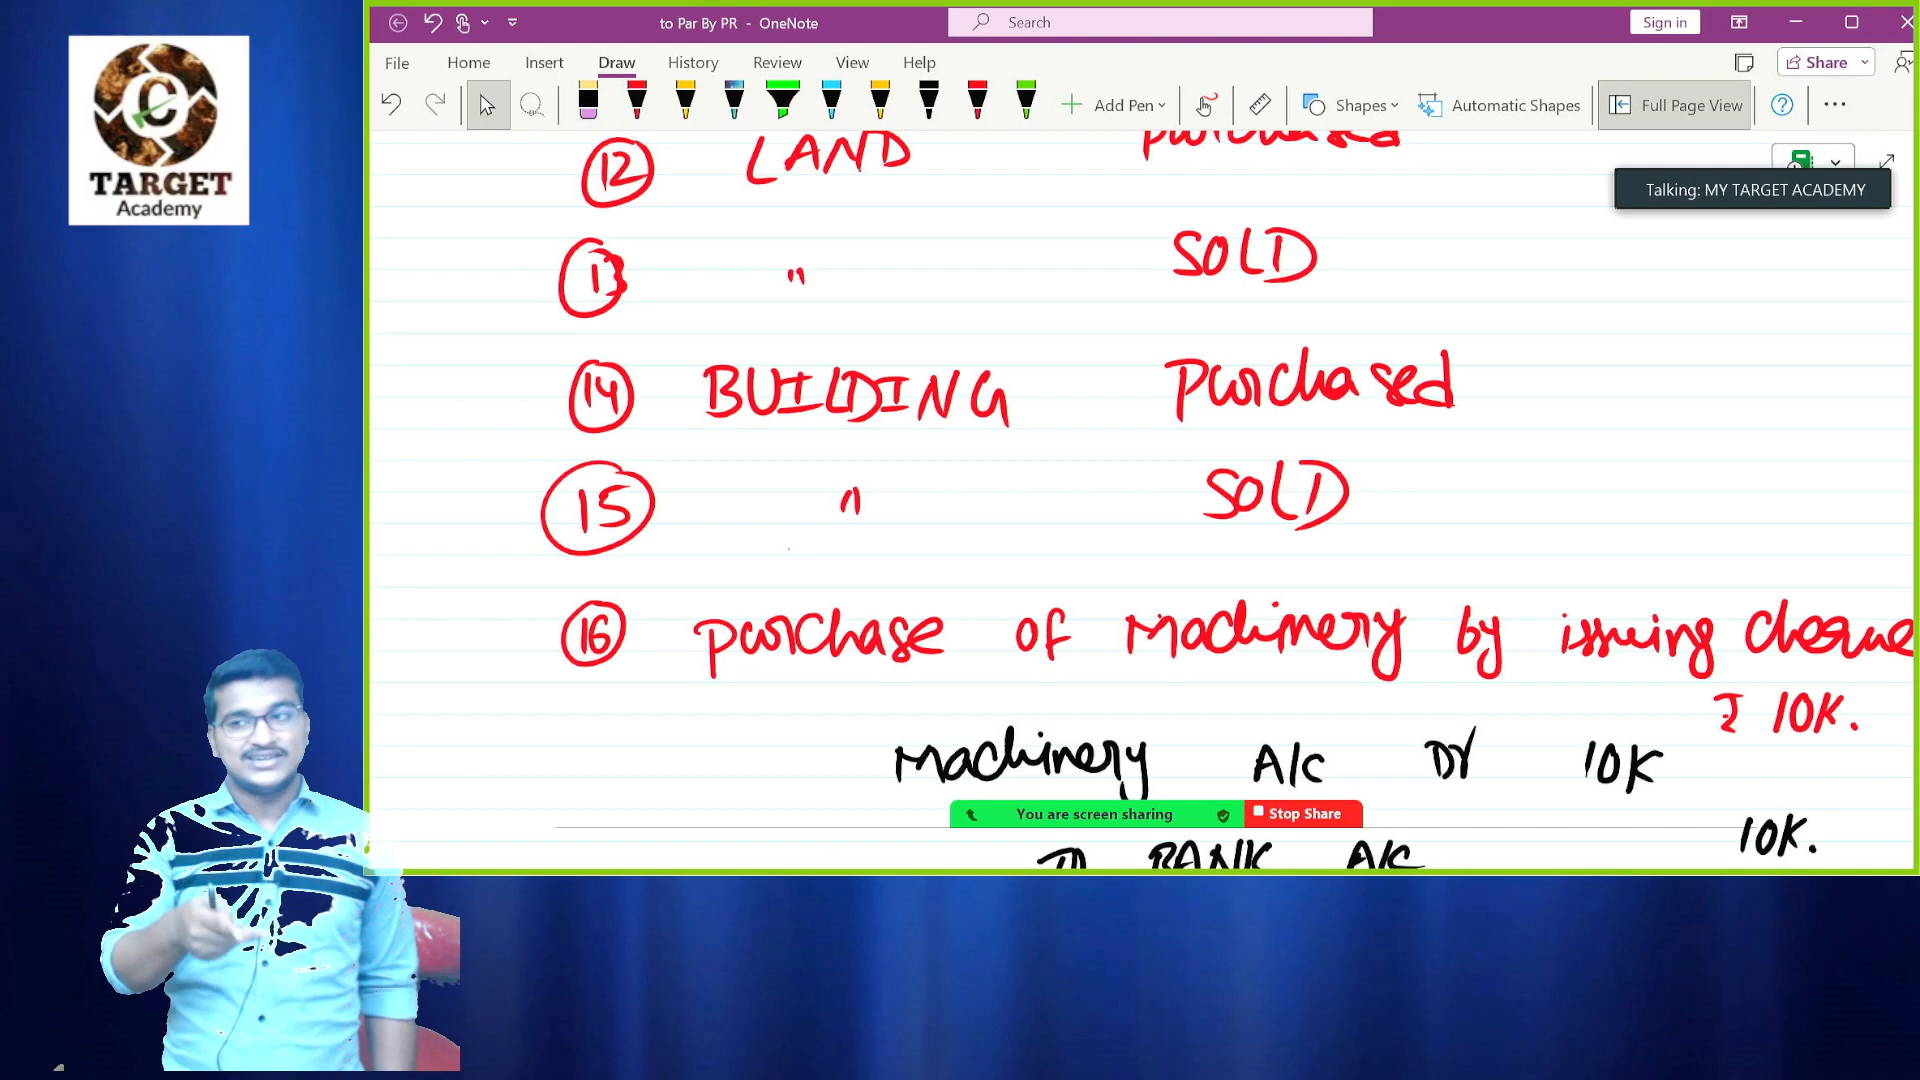 to Par By PR - OneNote
Search
Sign in
File Home Insert Draw History View Help
Share
Add Pen
Shapes
Automatic Shapes
Full Page View
C
TARGET
Academy
Talking: MY TARGET ACADEMY
12 LAND purchased
13 " SOLD
14 BUILDING Purchased
15 " SOLD
16 purchase of Machinery by issuing cheque
₹ 10K.
Machinery A/c Dr 10K
You are screen sharing
Stop Share
10K.
To BANK A/c